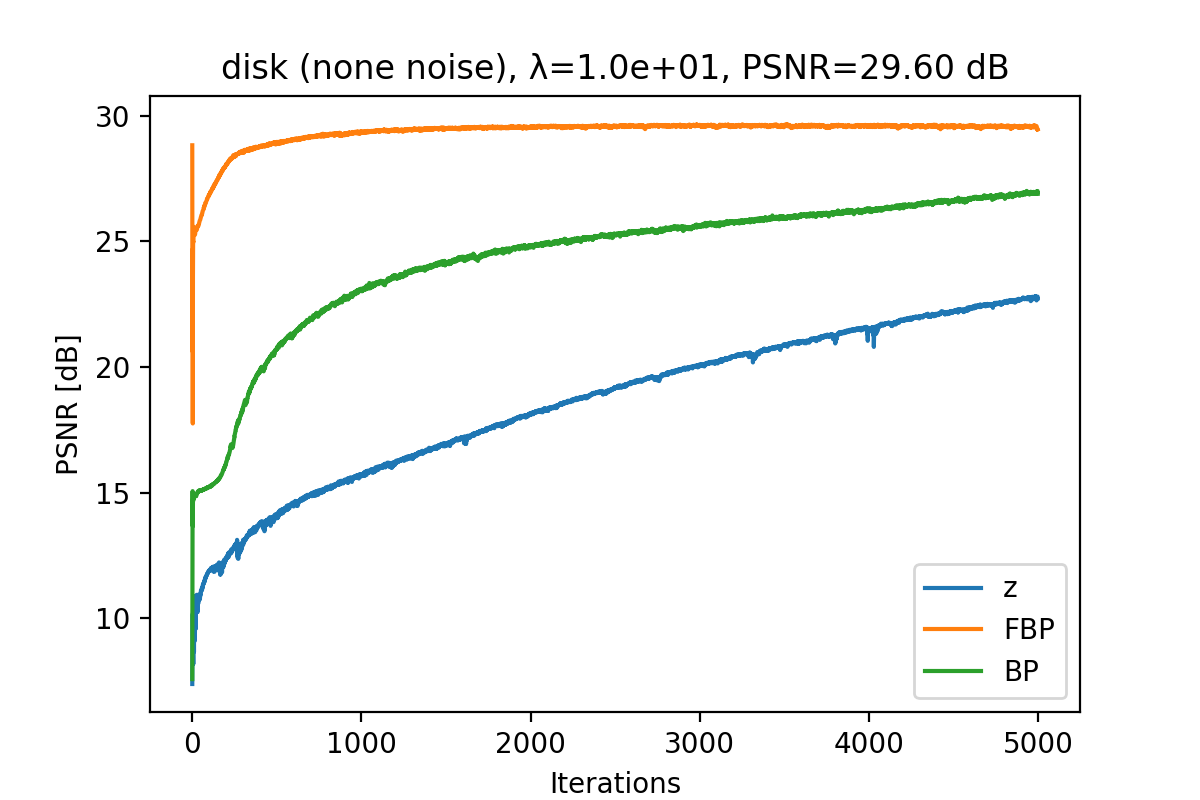 disk (none noise), λ=1.0e+01, PSNR=29.60 dB
30
25
20
15
10
PSNR [dB]
z
FBP
BP
0 1000 2000 3000 4000 5000
Iterations